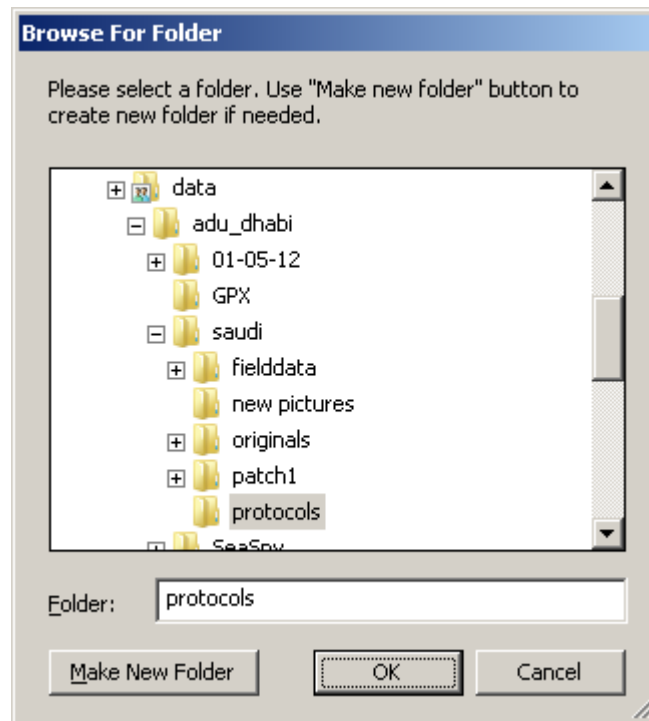 Browse For Folder
Please select a folder. Use "Make new folder" button to
create new folder if needed.
data
adu_dhabi
01-05-12
GPX
saudi
fielddata
new pictures
originals
patch1
protocols
SeaSpy
Folder: protocols
Make New Folder OK Cancel